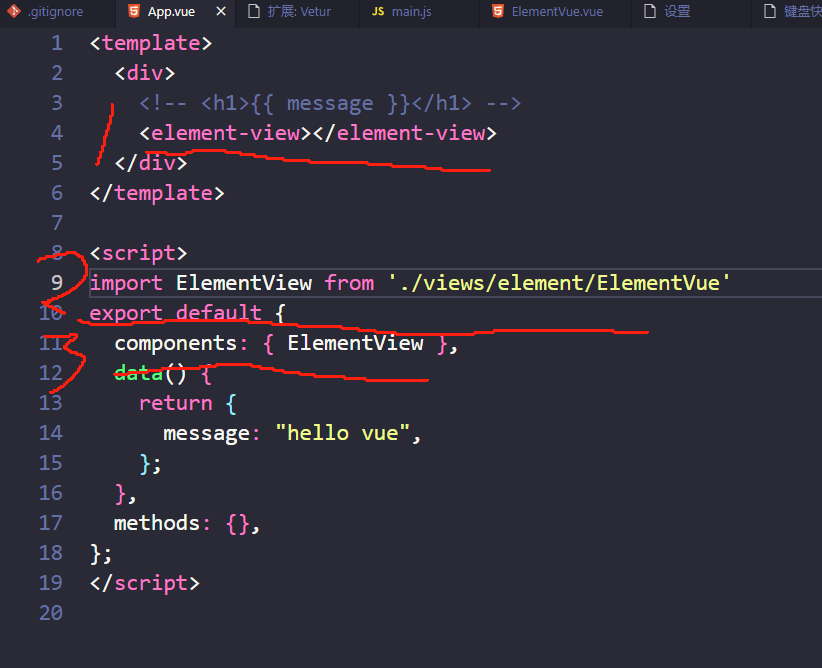 .gitignore
App.vue
扩展: Vetur
JS main.js
ElementVue.vue
设置
键盘快
1 <template>
2 <div>
3 <!-- <h1>{{ message }}</h1> -->
4 <element-view></element-view>
5 </div>
6 </template>
7
8 <script>
9 import ElementView from './views/element/ElementVue'
10 export default {
11 components: { ElementView },
12 data() {
13 return {
14 message: "hello vue",
15 };
16 },
17 methods: {},
18 };
19 </script>
20